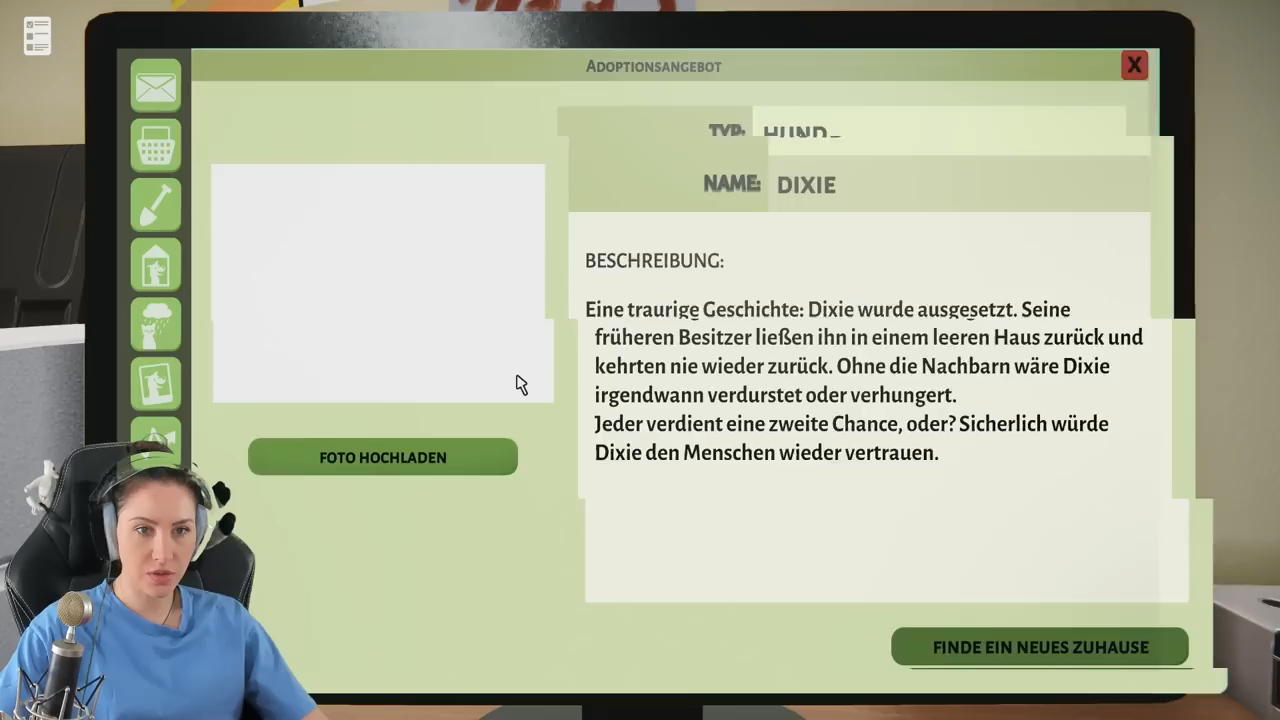 ADOPTIONSANGEBOT
X
TYP: HUND
NAME: DIXIE
BESCHREIBUNG:
Eine traurige Geschichte: Dixie wurde ausgesetzt. Seine
früheren Besitzer ließen ihn in einem leeren Haus zurück und
kehrten nie wieder zurück. Ohne die Nachbarn wäre Dixie
irgendwann verdurstet oder verhungert.
Jeder verdient eine zweite Chance, oder? Sicherlich würde
Dixie den Menschen wieder vertrauen.
FOTO HOCHLADEN
FINDE EIN NEUES ZUHAUSE